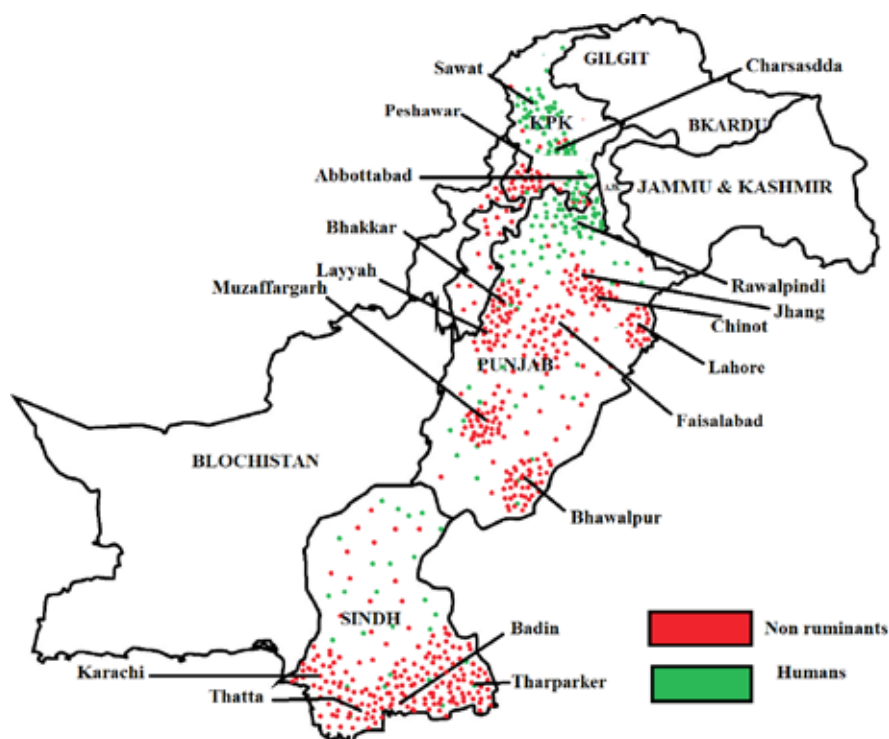 GILGIT
Sawat
Charsasdda
Peshawar
KPK
BKARDU
Abbottabad
JAMMU & KASHMIR
Bhakkar
Layyah
Muzaffargarh
Rawalpindi
Jhang
Chinot
Lahore
PUNJAB
Faisalabad
BLOCHISTAN
Bhawalpur
SINDH
Badin
Non ruminants
Karachi
Thatta
Tharparker
Humans